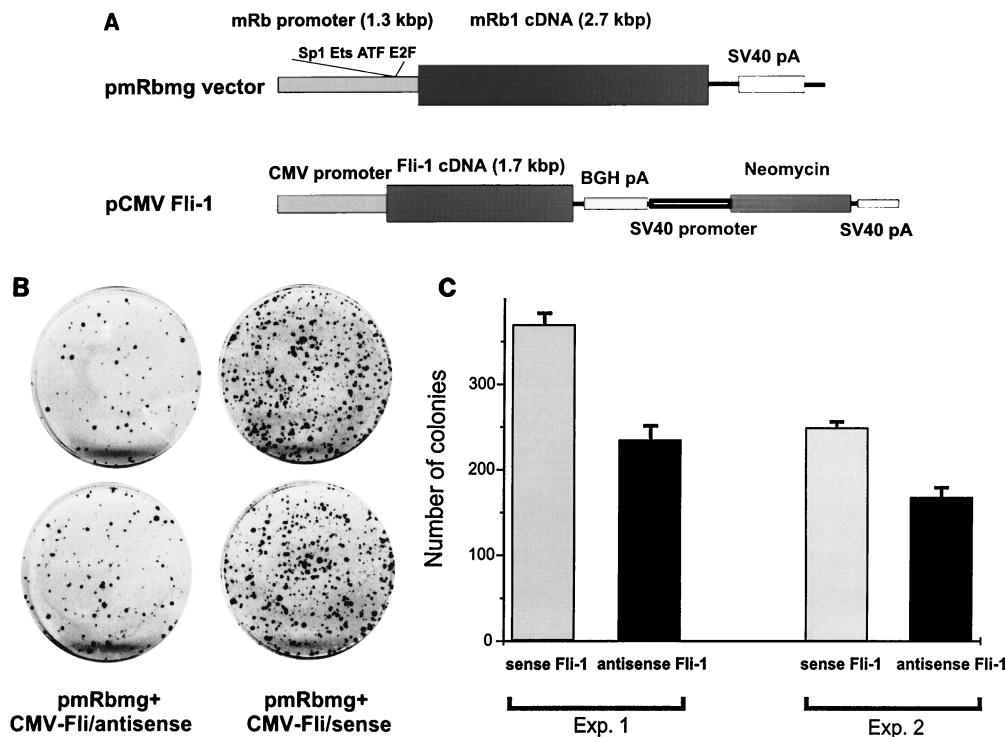 A
mRb promoter (1.3 kbp) mRb1 cDNA (2.7 kbp)
Sp1 Ets ATF E2F
SV40 pA
pmRbmg vector
CMV promoter Fli-1 cDNA (1.7 kbp) BGH pA Neomycin
pCMV Fli-1
SV40 promoter SV40 pA
B
pmRbmg+
CMV-Fli/antisense
pmRbmg+
CMV-Fli/sense
C
Number of colonies
300
200
100
0
sense Fli-1 antisense Fli-1 sense Fli-1 antisense Fli-1
Exp. 1 Exp. 2